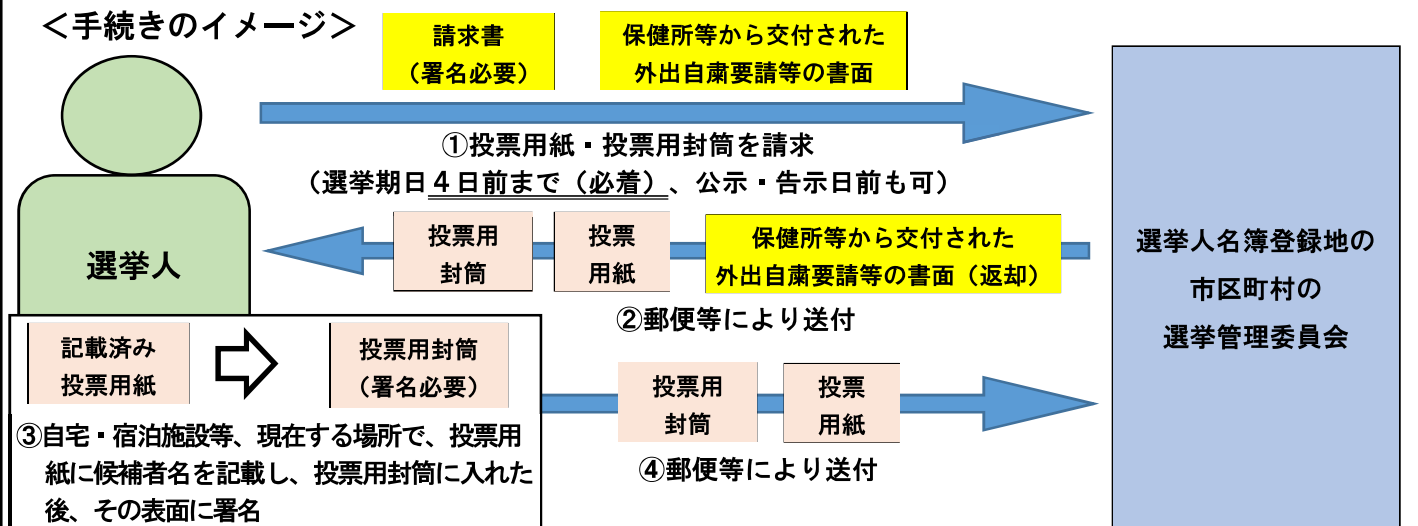 ＜手続きのイメージ＞
請求書
（署名必要）
保健所等から交付された
外出自粛要請等の書面
①投票用紙・投票用封筒を請求
（選挙期日４日前まで（必着）、公示・告示日前も可）
選挙人
投票用
封筒
投票
用紙
保健所等から交付された
外出自粛要請等の書面（返却）
②郵便等により送付
選挙人名簿登録地の
市区町村の
選挙管理委員会
記載済み
投票用紙
投票用封筒
（署名必要）
③自宅・宿泊施設等、現在する場所で、投票用
紙に候補者名を記載し、投票用封筒に入れた
後、その表面に署名
投票用
封筒
投票
用紙
④郵便等により送付